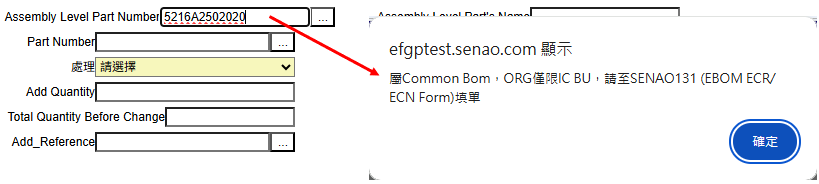 Assembly Level Part Number 5216A2502020 ...
Assembly Level Part's Name
Part Number ...
處理 請選擇
Add Quantity
Total Quantity Before Change
Add_Reference ...
efgptest.senao.com 顯示
屬Common Bom，ORG僅限IC BU，請至SENAO131 (EBOM ECR/
ECN Form)填單
確定